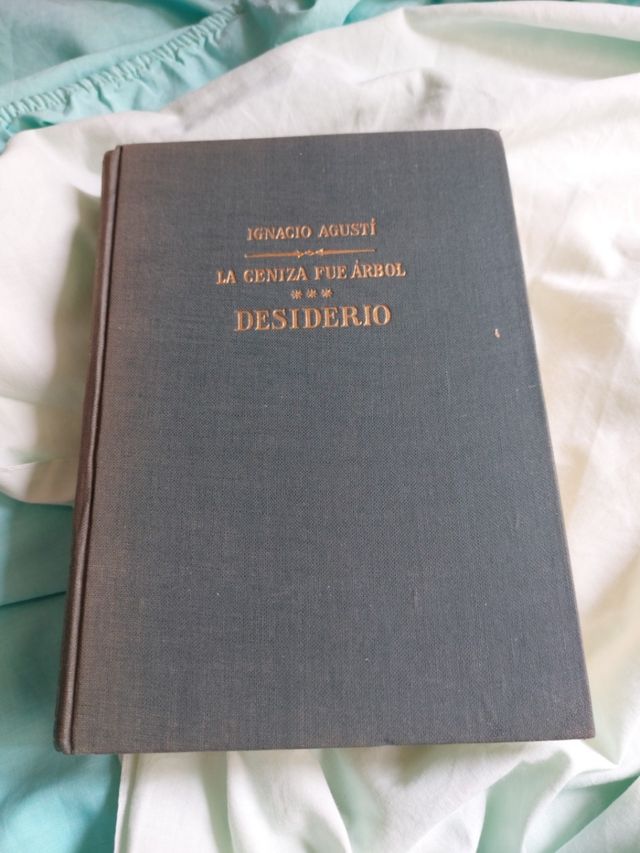 IGNACIO AGUSTÍ
LA CENIZA FUE ÁRBOL
***
DESIDERIO